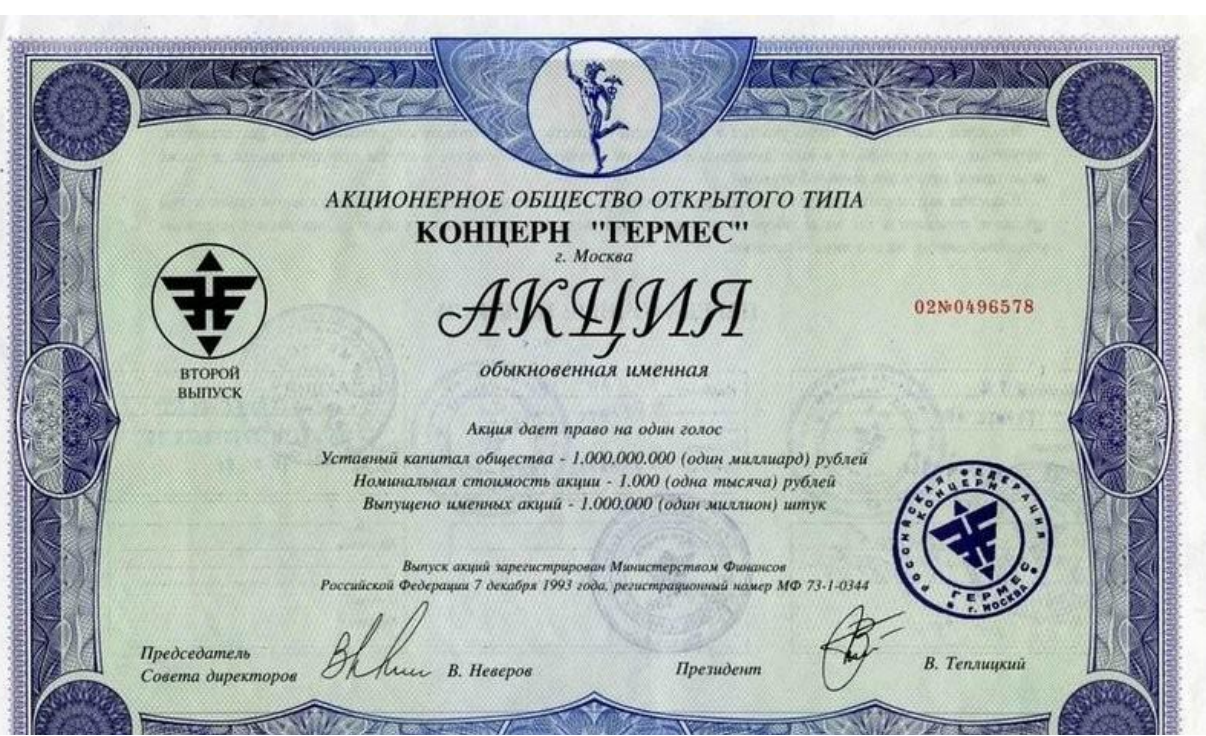 АКЦИОНЕРНОЕ ОБЩЕСТВО ОТКРЫТОГО ТИПА
КОНЦЕРН "ГЕРМЕС"
г. Москва
АКЦИЯ
02№0496578
обыкновенная именная
ВТОРОЙ
ВЫПУСК
Акция дает право на один голос
Уставный капитал общества - 1.000.000.000 (один миллиард) рублей
Номинальная стоимость акции - 1.000 (одна тысяча) рублей
Выпущено именных акций - 1.000.000 (один миллион) штук
РОССИЙСКАЯ ФЕДЕРАЦИЯ
КОНЦЕРН
ГЕРМЕС
г. МОСКВА
Выпуск акций зарегистрирован Министерством Финансов
Российской Федерации 7 декабря 1993 года, регистрационный номер МФ 73-1-0344
Председатель
Совета директоров В. Неверов
Президент В. Теплицкий